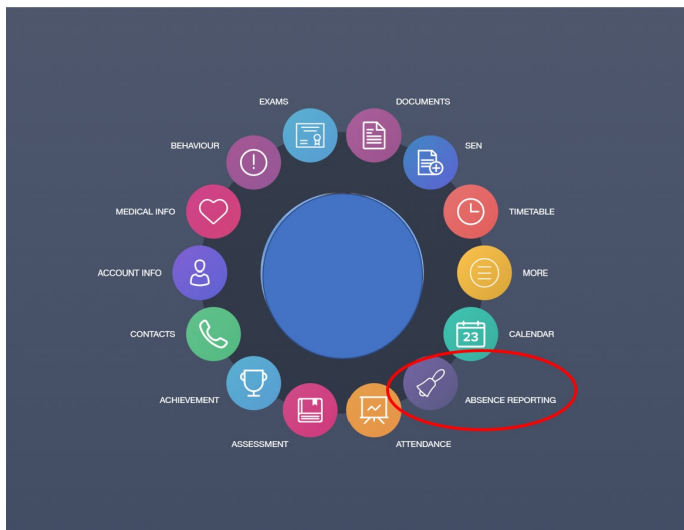 EXAMS
DOCUMENTS
BEHAVIOUR
SEN
MEDICAL INFO
TIMETABLE
ACCOUNT INFO
MORE
CONTACTS
CALENDAR
23
ACHIEVEMENT
ABSENCE REPORTING
ASSESSMENT
ATTENDANCE